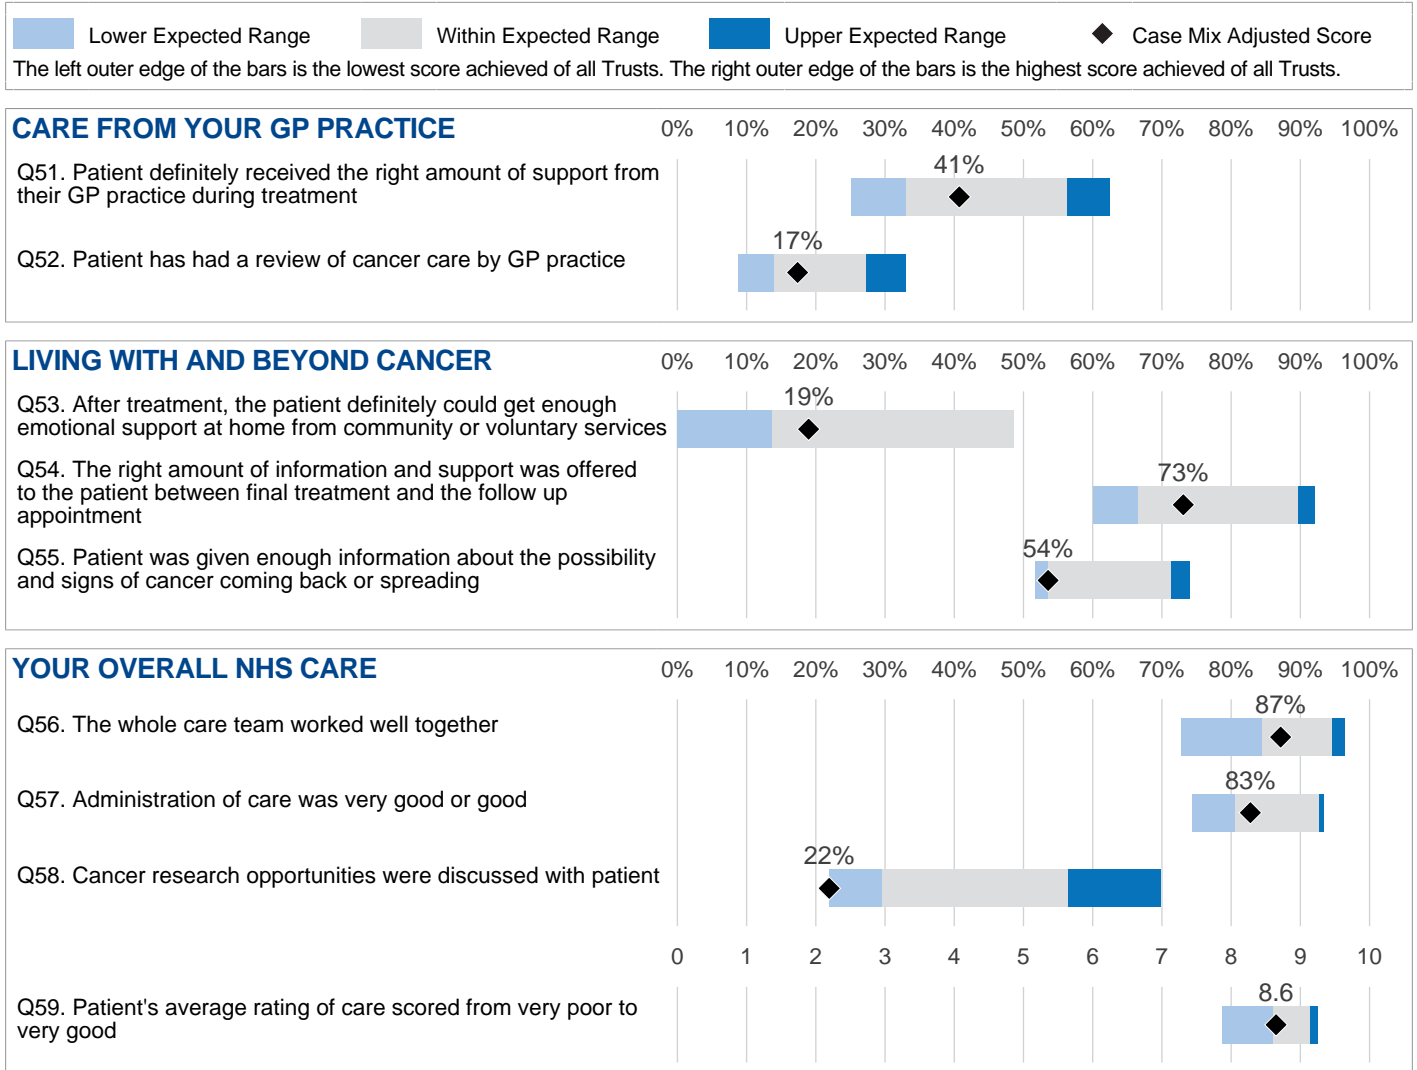 Lower Expected Range Within Expected Range Upper Expected Range Case Mix Adjusted Score
The left outer edge of the bars is the lowest score achieved of all Trusts. The right outer edge of the bars is the highest score achieved of all Trusts.
CARE FROM YOUR GP PRACTICE 0% 10% 20% 30% 40% 50% 60% 70% 80% 90% 100%
41%
Q51. Patient definitely received the right amount of support from
their GP practice during treatment
17%
Q52. Patient has had a review of cancer care by GP practice
LIVING WITH AND BEYOND CANCER 0% 10% 20% 30% 40% 50% 60% 70% 80% 90% 100%
19%
Q53. After treatment, the patient definitely could get enough
emotional support at home from community or voluntary services
Q54. The right amount of information and support was offered 73%
to the patient between final treatment and the follow up
appointment
54%
Q55. Patient was given enough information about the possibility
and signs of cancer coming back or spreading
YOUR OVERALL NHS CARE 0% 10% 20% 30% 40% 50% 60% 70% 80% 90% 100%
87%
Q56. The whole care team worked well together
83%
Q57. Administration of care was very good or good
22%
Q58. Cancer research opportunities were discussed with patient
0 1 2 3 4 5 6 7 8 9 10
8.6
Q59. Patient's average rating of care scored from very poor to
very good